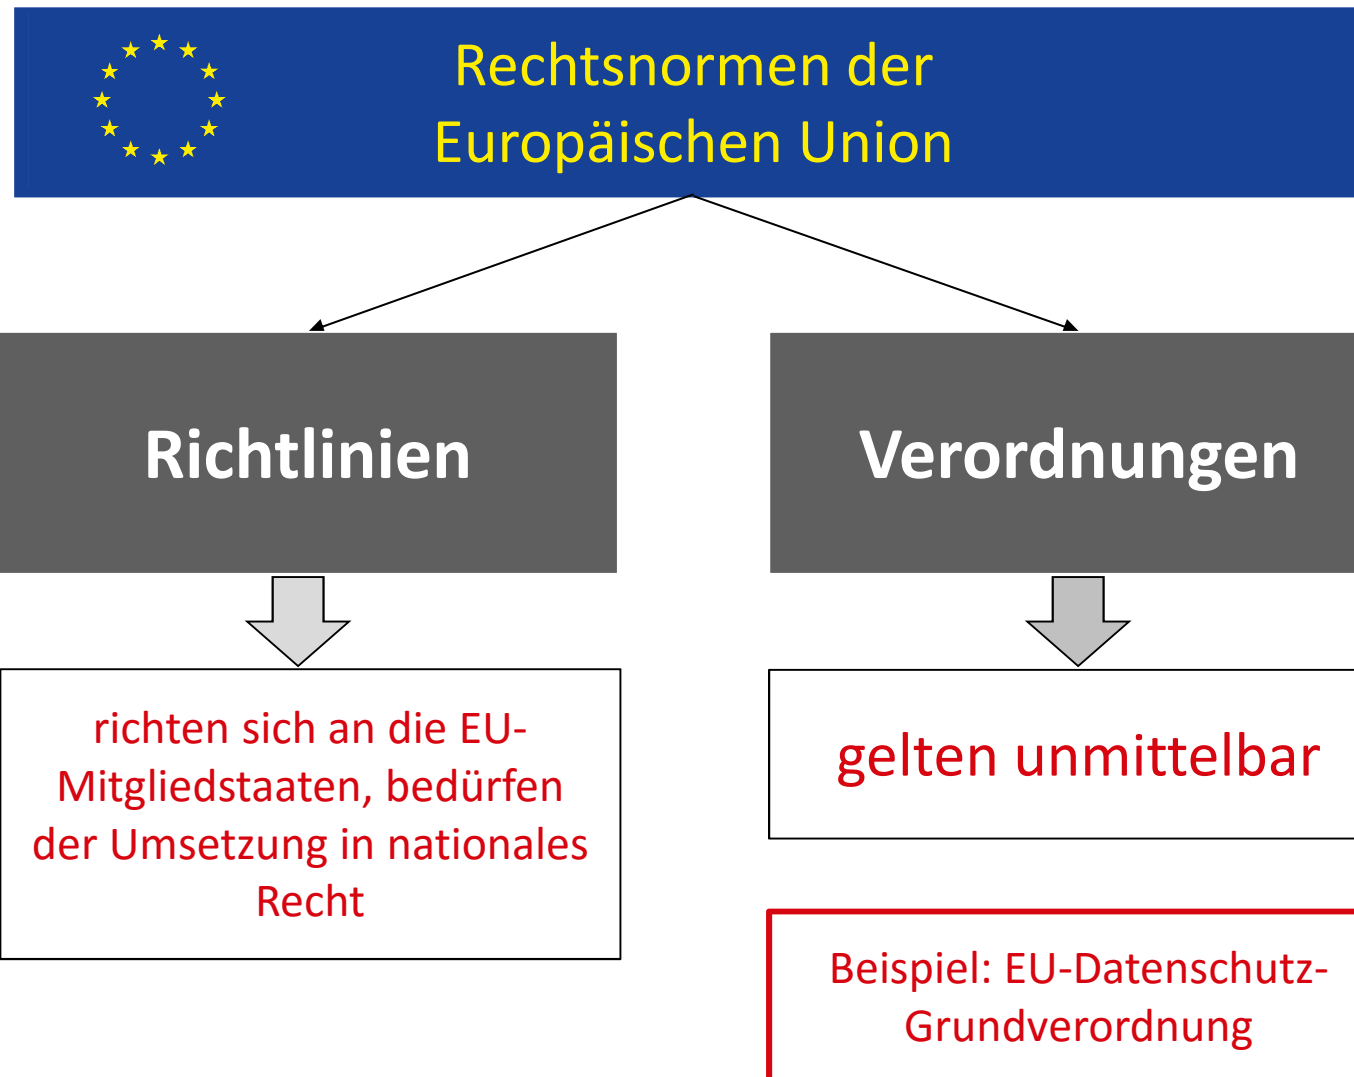 Rechtsnormen der
Europäischen Union
Richtlinien
Verordnungen
richten sich an die EU-
Mitgliedstaaten, bedürfen
der Umsetzung in nationales
Recht
gelten unmittelbar
Beispiel: EU-Datenschutz-
Grundverordnung